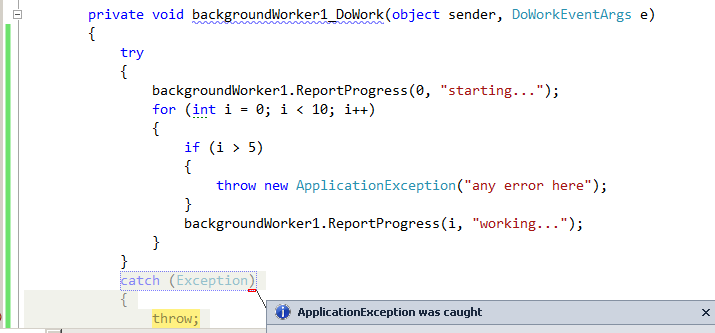 private void backgroundWorker1_DoWork(object sender, DoWorkEventArgs e)
{
try
{
backgroundWorker1.ReportProgress(0, "starting...");
for (int i = 0; i < 10; i++)
{
if (i > 5)
{
throw new ApplicationException("any error here");
}
backgroundWorker1.ReportProgress(i, "working...");
}
}
catch (Exception)
{
ApplicationException was caught
throw;